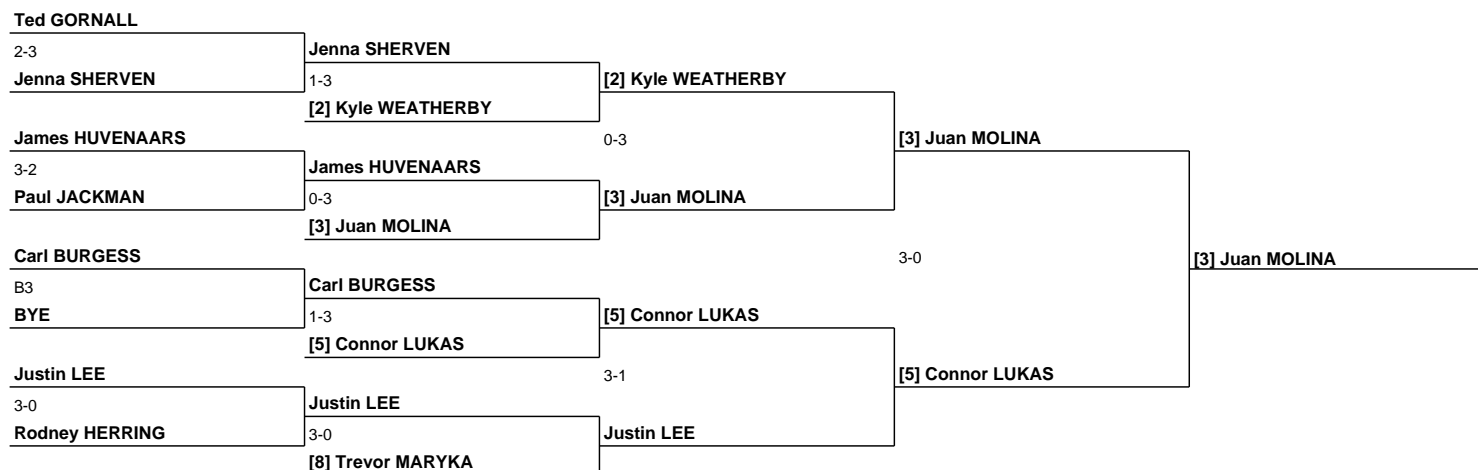 Ted GORNALL
2-3
Jenna SHERVEN
James HUVENAARS
3-2
Paul JACKMAN
Carl BURGESS
B3
BYE
Justin LEE
3-0
Rodney HERRING
Jenna SHERVEN
1-3
[2] Kyle WEATHERBY
James HUVENAARS
0-3
[3] Juan MOLINA
Carl BURGESS
1-3
[5] Connor LUKAS
Justin LEE
3-0
[8] Trevor MARYKA
[2] Kyle WEATHERBY
0-3
[3] Juan MOLINA
[5] Connor LUKAS
3-1
Justin LEE
[3] Juan MOLINA
3-0
[5] Connor LUKAS
[3] Juan MOLINA